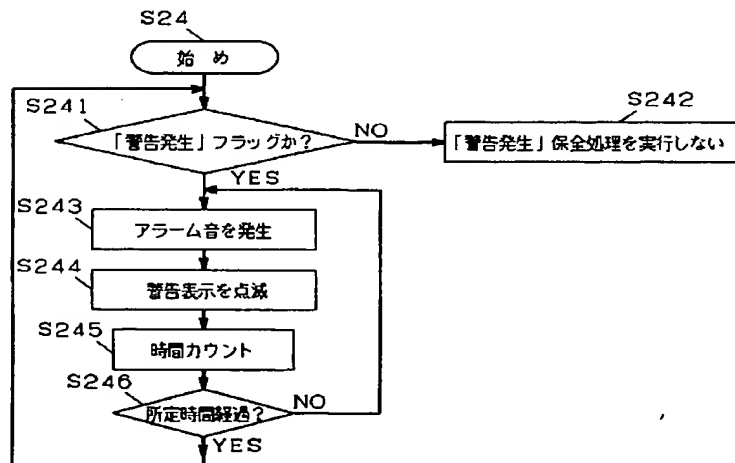 S24
始 め
S241
「警告発生」フラッグか?
NO
S242
「警告発生」保全処理を実行しない
YES
S243
アラーム音を発生
S244
警告表示を点滅
S245
時間カウント
S246
所定時間経過?
NO
YES